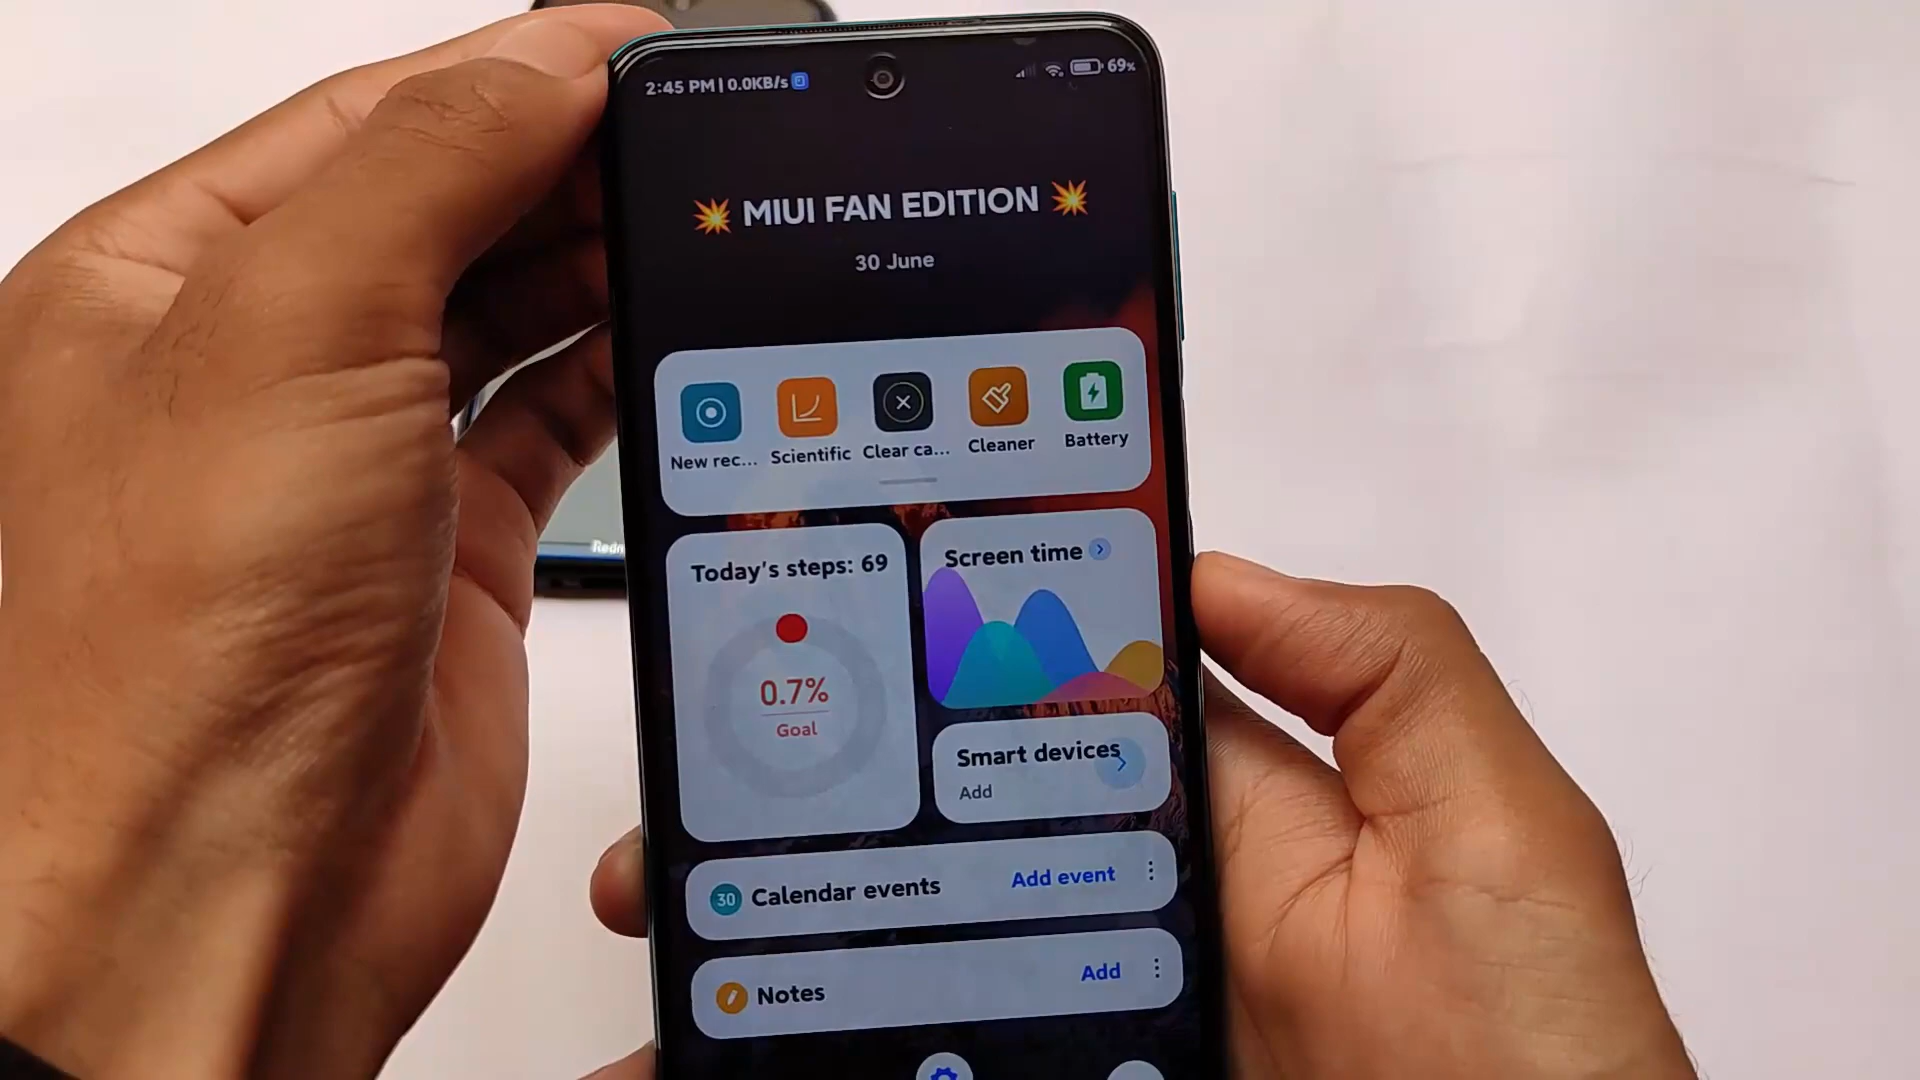 2:45 PM | 0.0KB/s
69%
💥 MIUI FAN EDITION 💥
30 June
New rec...
Scientific
Clear ca...
Cleaner
Battery
Today's steps: 69
0.7%
Goal
Screen time
Smart devices
Add
30 Calendar events
Add event
Notes
Add